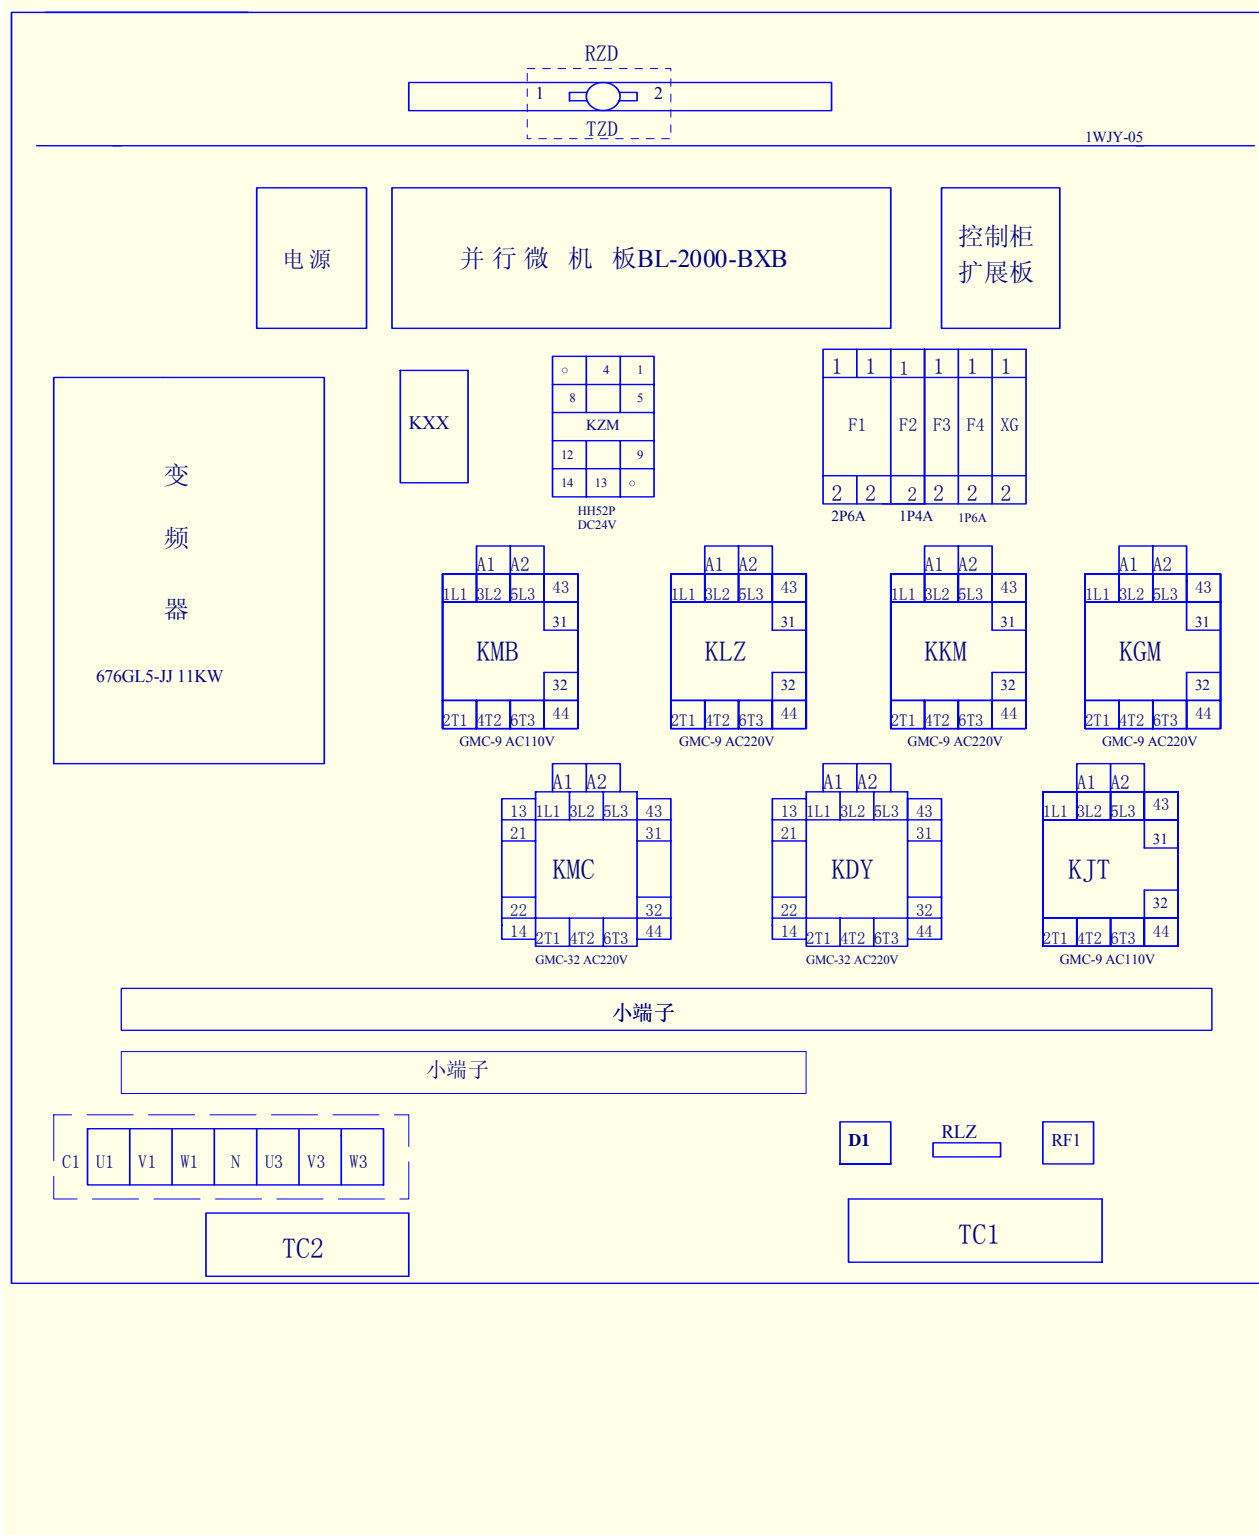 RZD
1 2
TZD
1WJY-05
电源
并行微 机 板BL-2000-BXB
控制柜
扩展板
变
频
器
676GL5-JJ 11KW
KXX
○ 4 1
8 5
KZM
12 9
14 13 ○
HH52P
DC24V
1 1 1 1 1 1
F1 F2 F3 F4 XG
2 2 2 2 2 2
2P6A 1P4A 1P6A
A1 A2
1L1 3L2 5L3 43
31
KMB
32
2T1 4T2 6T3 44
GMC-9 AC110V
A1 A2
1L1 3L2 5L3 43
31
KLZ
32
2T1 4T2 6T3 44
GMC-9 AC220V
A1 A2
1L1 3L2 5L3 43
31
KKM
32
2T1 4T2 6T3 44
GMC-9 AC220V
A1 A2
1L1 3L2 5L3 43
31
KGM
32
2T1 4T2 6T3 44
GMC-9 AC220V
A1 A2
13 1L1 3L2 5L3 43
21 31
KMC
22 32
14 2T1 4T2 6T3 44
GMC-32 AC220V
A1 A2
13 1L1 3L2 5L3 43
21 31
KDY
22 32
14 2T1 4T2 6T3 44
GMC-32 AC220V
A1 A2
1L1 3L2 5L3 43
31
KJT
32
2T1 4T2 6T3 44
GMC-9 AC110V
小端子
小端子
C1 U1 V1 W1 N U3 V3 W3
D1
RLZ
RF1
TC2
TC1